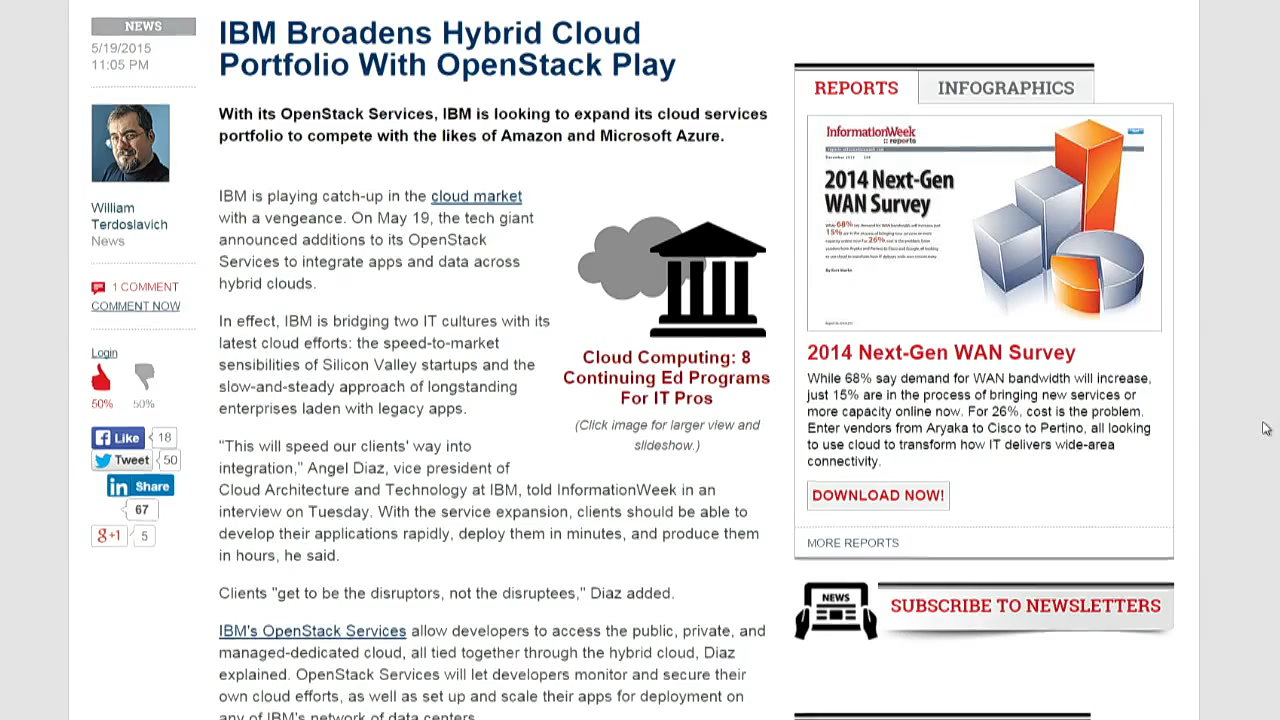 NEWS
5/19/2015
11:05 PM
William
Terdoslavich
News
1 COMMENT
COMMENT NOW
Login
50% 50%
Like 18
Tweet 50
in Share
67
g+1 5
IBM Broadens Hybrid Cloud
Portfolio With OpenStack Play
With its OpenStack Services, IBM is looking to expand its cloud services
portfolio to compete with the likes of Amazon and Microsoft Azure.
IBM is playing catch-up in the cloud market
with a vengeance. On May 19, the tech giant
announced additions to its OpenStack
Services to integrate apps and data across
hybrid clouds.
In effect, IBM is bridging two IT cultures with its
latest cloud efforts: the speed-to-market
sensibilities of Silicon Valley startups and the
slow-and-steady approach of longstanding
enterprises laden with legacy apps.
"This will speed our clients' way into
integration," Angel Diaz, vice president of
Cloud Architecture and Technology at IBM, told InformationWeek in an
interview on Tuesday. With the service expansion, clients should be able to
develop their applications rapidly, deploy them in minutes, and produce them
in hours, he said.
Clients "get to be the disruptors, not the disruptees," Diaz added.
IBM's OpenStack Services allow developers to access the public, private, and
managed-dedicated cloud, all tied together through the hybrid cloud, Diaz
explained. OpenStack Services will let developers monitor and secure their
own cloud efforts, as well as set up and scale their apps for deployment on
any of IBM's network of data centers.
Cloud Computing: 8
Continuing Ed Programs
For IT Pros
(Click image for larger view and
slideshow.)
REPORTS INFOGRAPHICS
InformationWeek
:: reports
2014 Next-Gen
WAN Survey
2014 Next-Gen WAN Survey
While 68% say demand for WAN bandwidth will increase,
just 15% are in the process of bringing new services or
more capacity online now. For 26%, cost is the problem.
Enter vendors from Aryaka to Cisco to Pertino, all looking
to use cloud to transform how IT delivers wide-area
connectivity.
DOWNLOAD NOW!
MORE REPORTS
NEWS
SUBSCRIBE TO NEWSLETTERS